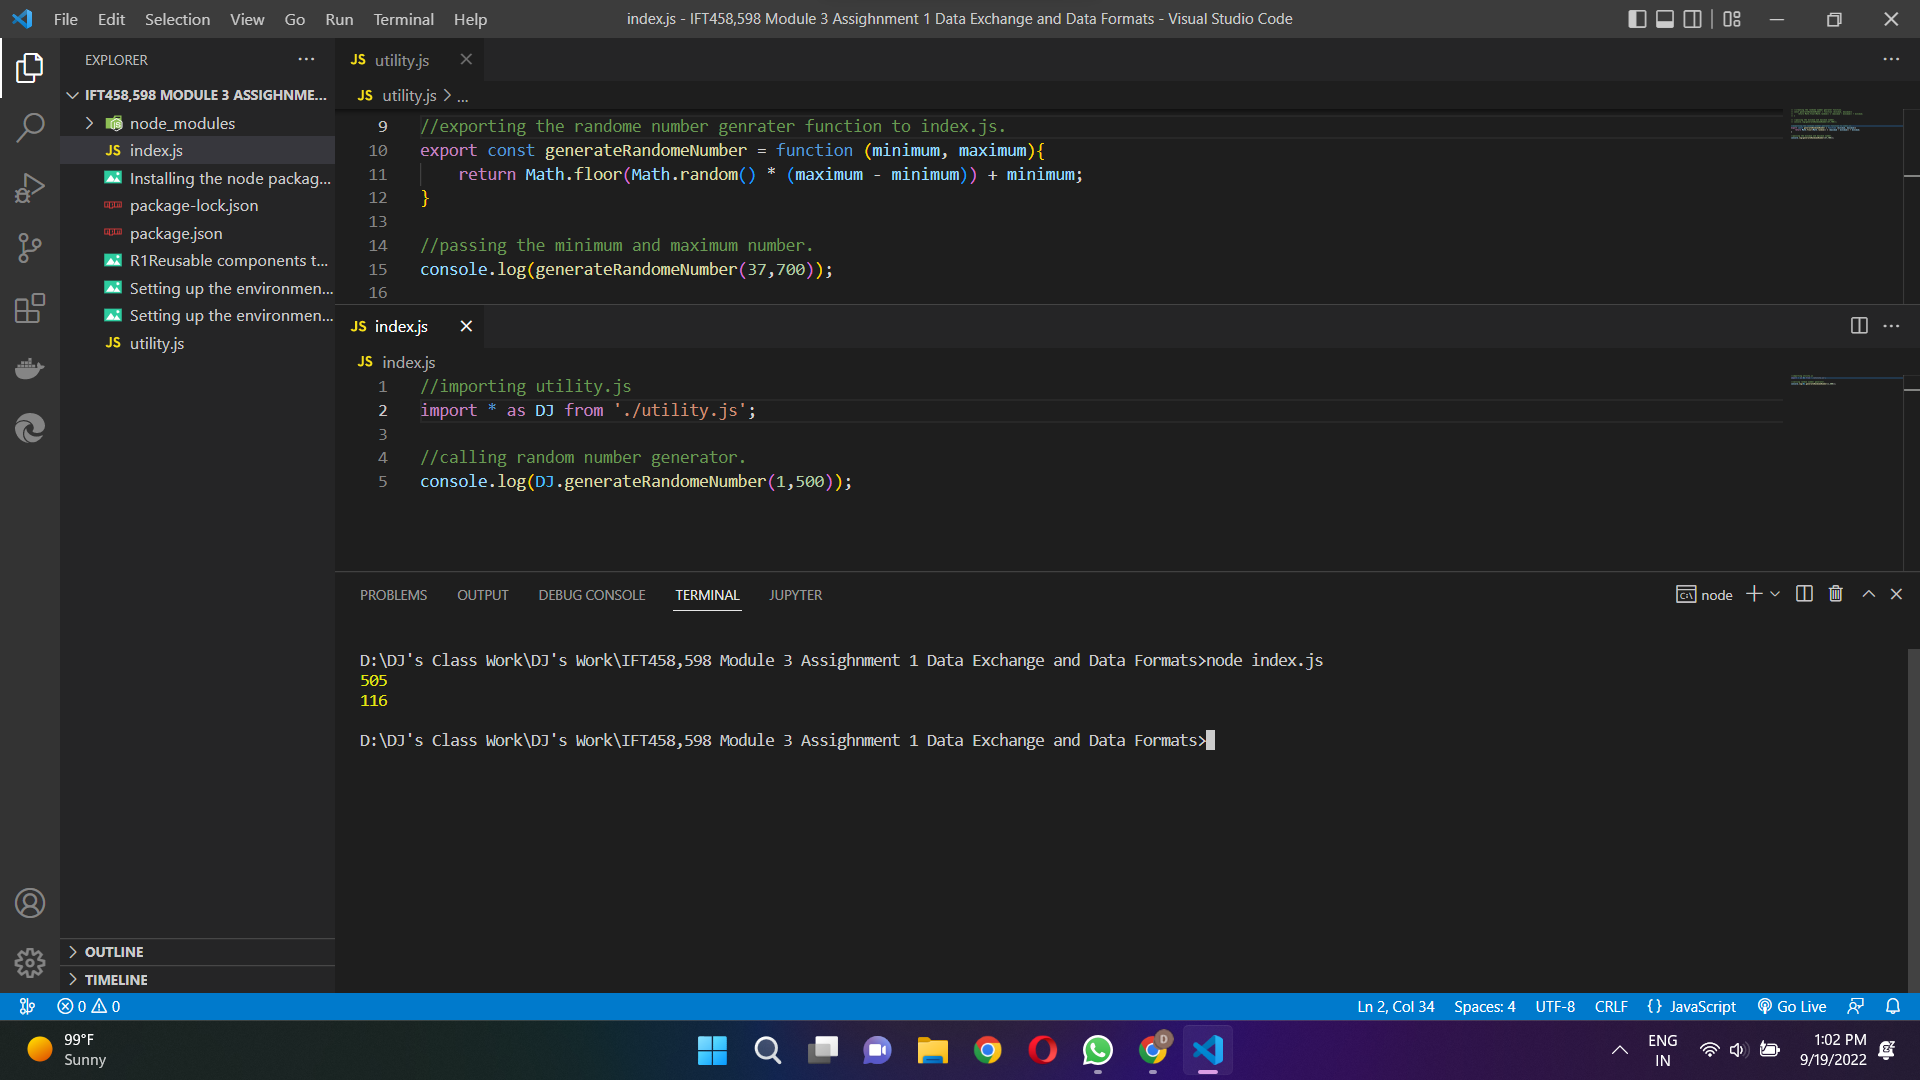 File Edit Selection View Go Run Terminal Help
index.js - IFT458,598 Module 3 Assighnment 1 Data Exchange and Data Formats - Visual Studio Code
EXPLORER
IFT458,598 MODULE 3 ASSIGHNME...
node_modules
JS index.js
Installing the node packag...
package-lock.json
package.json
R1Reusable components t...
Setting up the environmen...
Setting up the environmen...
JS utility.js
OUTLINE
TIMELINE
JS utility.js
JS utility.js > ...
9 //exporting the randome number genrater function to index.js.
10 export const generateRandomeNumber = function (minimum, maximum){
11 return Math.floor(Math.random() * (maximum - minimum)) + minimum;
12 }
13
14 //passing the minimum and maximum number.
15 console.log(generateRandomeNumber(37,700));
16
JS index.js
JS index.js
1 //importing utility.js
2 import * as DJ from './utility.js';
3
4 //calling random number generator.
5 console.log(DJ.generateRandomeNumber(1,500));
PROBLEMS OUTPUT DEBUG CONSOLE TERMINAL JUPYTER
node
D:\DJ's Class Work\DJ's Work\IFT458,598 Module 3 Assighnment 1 Data Exchange and Data Formats>node index.js
505
116
D:\DJ's Class Work\DJ's Work\IFT458,598 Module 3 Assighnment 1 Data Exchange and Data Formats>
0 0
Ln 2, Col 34 Spaces: 4 UTF-8 CRLF {} JavaScript Go Live
99°F
Sunny
D
ENG
IN
1:02 PM
9/19/2022